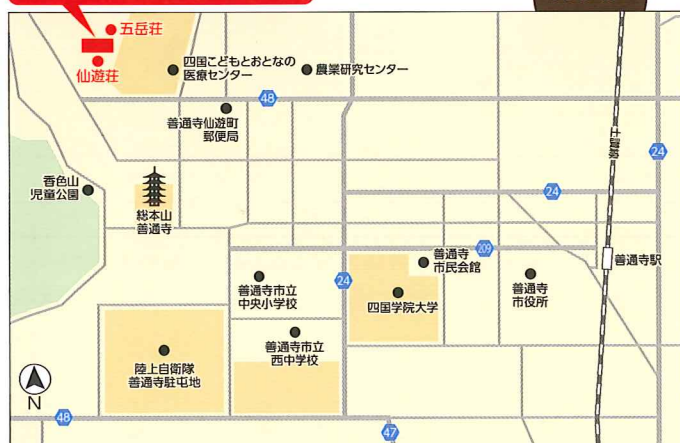 五岳荘
仙遊荘
四国こどもとおとなの
医療センター
農業研究センター
48
善通寺仙遊町
郵便局
土讃線
24
香色山
児童公園
総本山
善通寺
24
209
善通寺
市民会館
善通寺駅
善通寺市立
中央小学校
24
四国学院大学
善通寺
市役所
善通寺市立
西中学校
陸上自衛隊
善通寺駐屯地
N
48
47